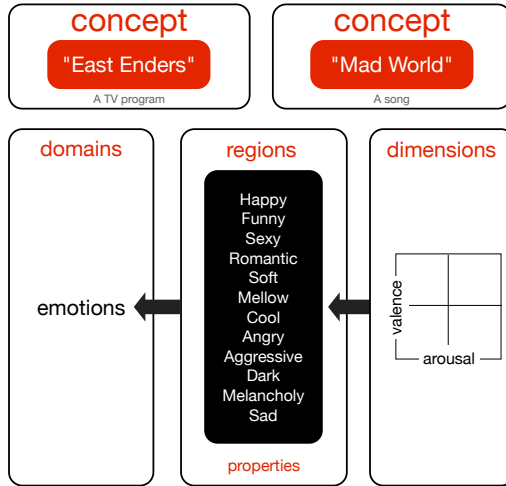 concept
"East Enders"
A TV program
concept
"Mad World"
A song
domains
emotions
regions
Happy
Funny
Sexy
Romantic
Soft
Mellow
Cool
Angry
Aggressive
Dark
Melancholy
Sad
properties
dimensions
valence
arousal